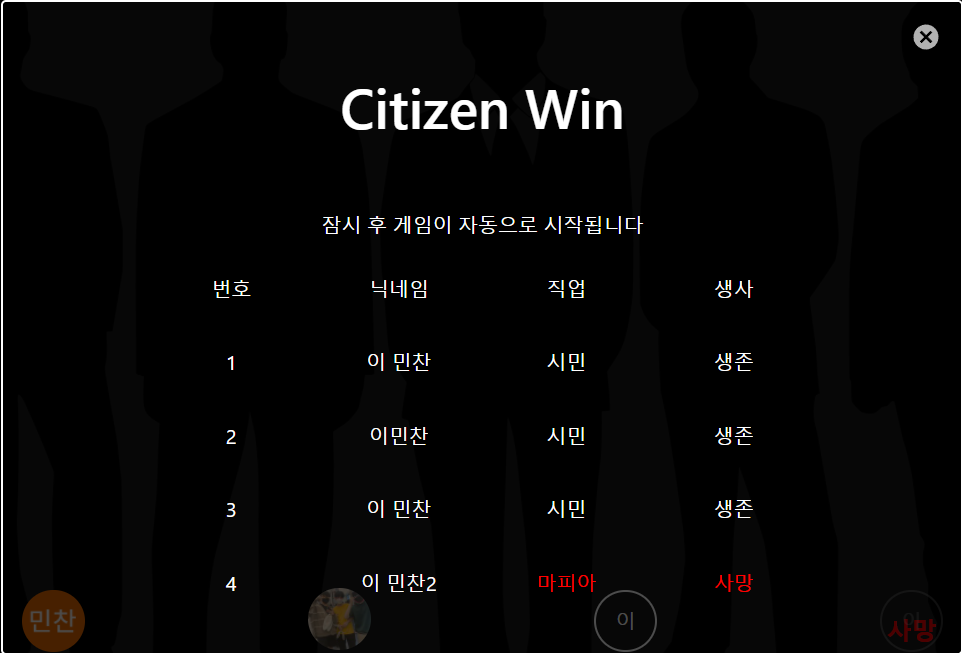 Citizen Win
잠시 후 게임이 자동으로 시작됩니다
번호 닉네임 직업 생사
1 이 민찬 시민 생존
2 이민찬 시민 생존
3 이 민찬 시민 생존
4 이 민찬2 마피아 사망
민찬 이 사망